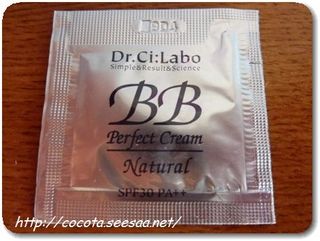 Dr.Ci:Labo
Simple&Result&Science
BB
Perfect Cream
Natural
SPF30 PA++
http://cocota.seesaa.net/